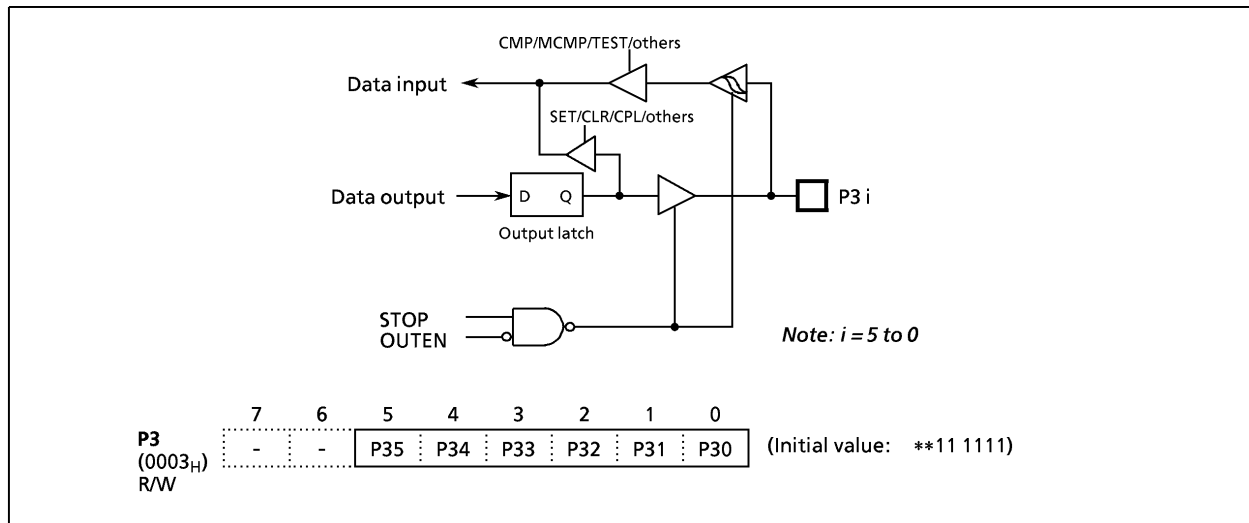 CMP/MCMP/TEST/others
Data input
SET/CLR/CPL/others
Data output
D Q
P3 i
Output latch
STOP
OUTEN
Note: i = 5 to 0
7 6 5 4 3 2 1 0
P3
(0003H)
R/W
- - P35 P34 P33 P32 P31 P30
(Initial value: **11 1111)